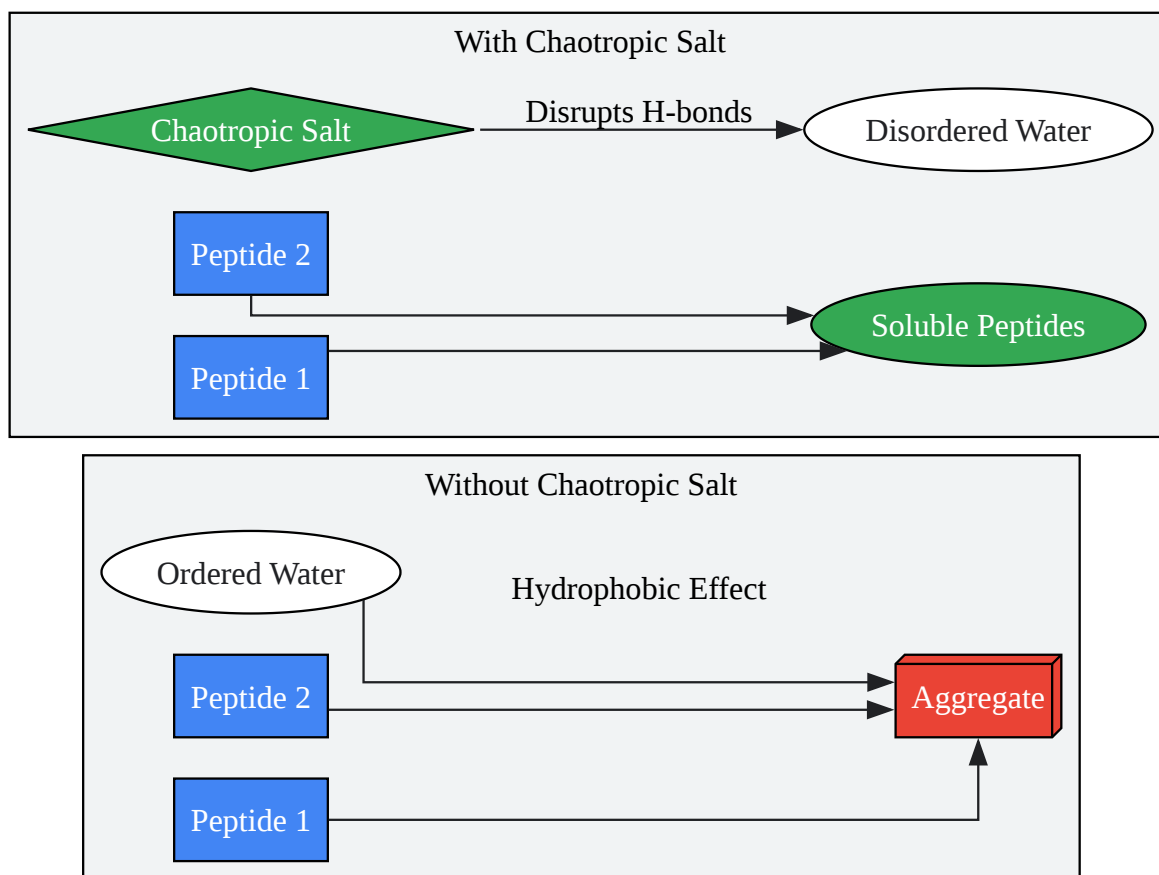 With Chaotropic Salt
Chaotropic Salt
Disrupts H-bonds
Disordered Water
Peptide 2
Soluble Peptides
Peptide 1
Without Chaotropic Salt
Ordered Water
Hydrophobic Effect
Peptide 2
Aggregate
Peptide 1